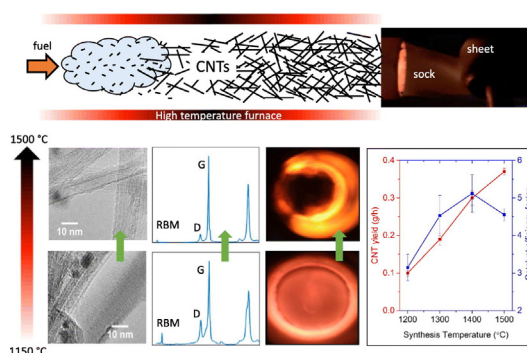 fuel
CNTs
sheet
sock
High temperature furnace
1500 °C
1150 °C
10 nm
RBM
D
G
10 nm
RBM
D
G
CNT yield (g/h)
0.4
0.3
0.2
0.1
0.0
6
5
4
3
2
1200 1300 1400 1500
Synthesis Temperature (°C)